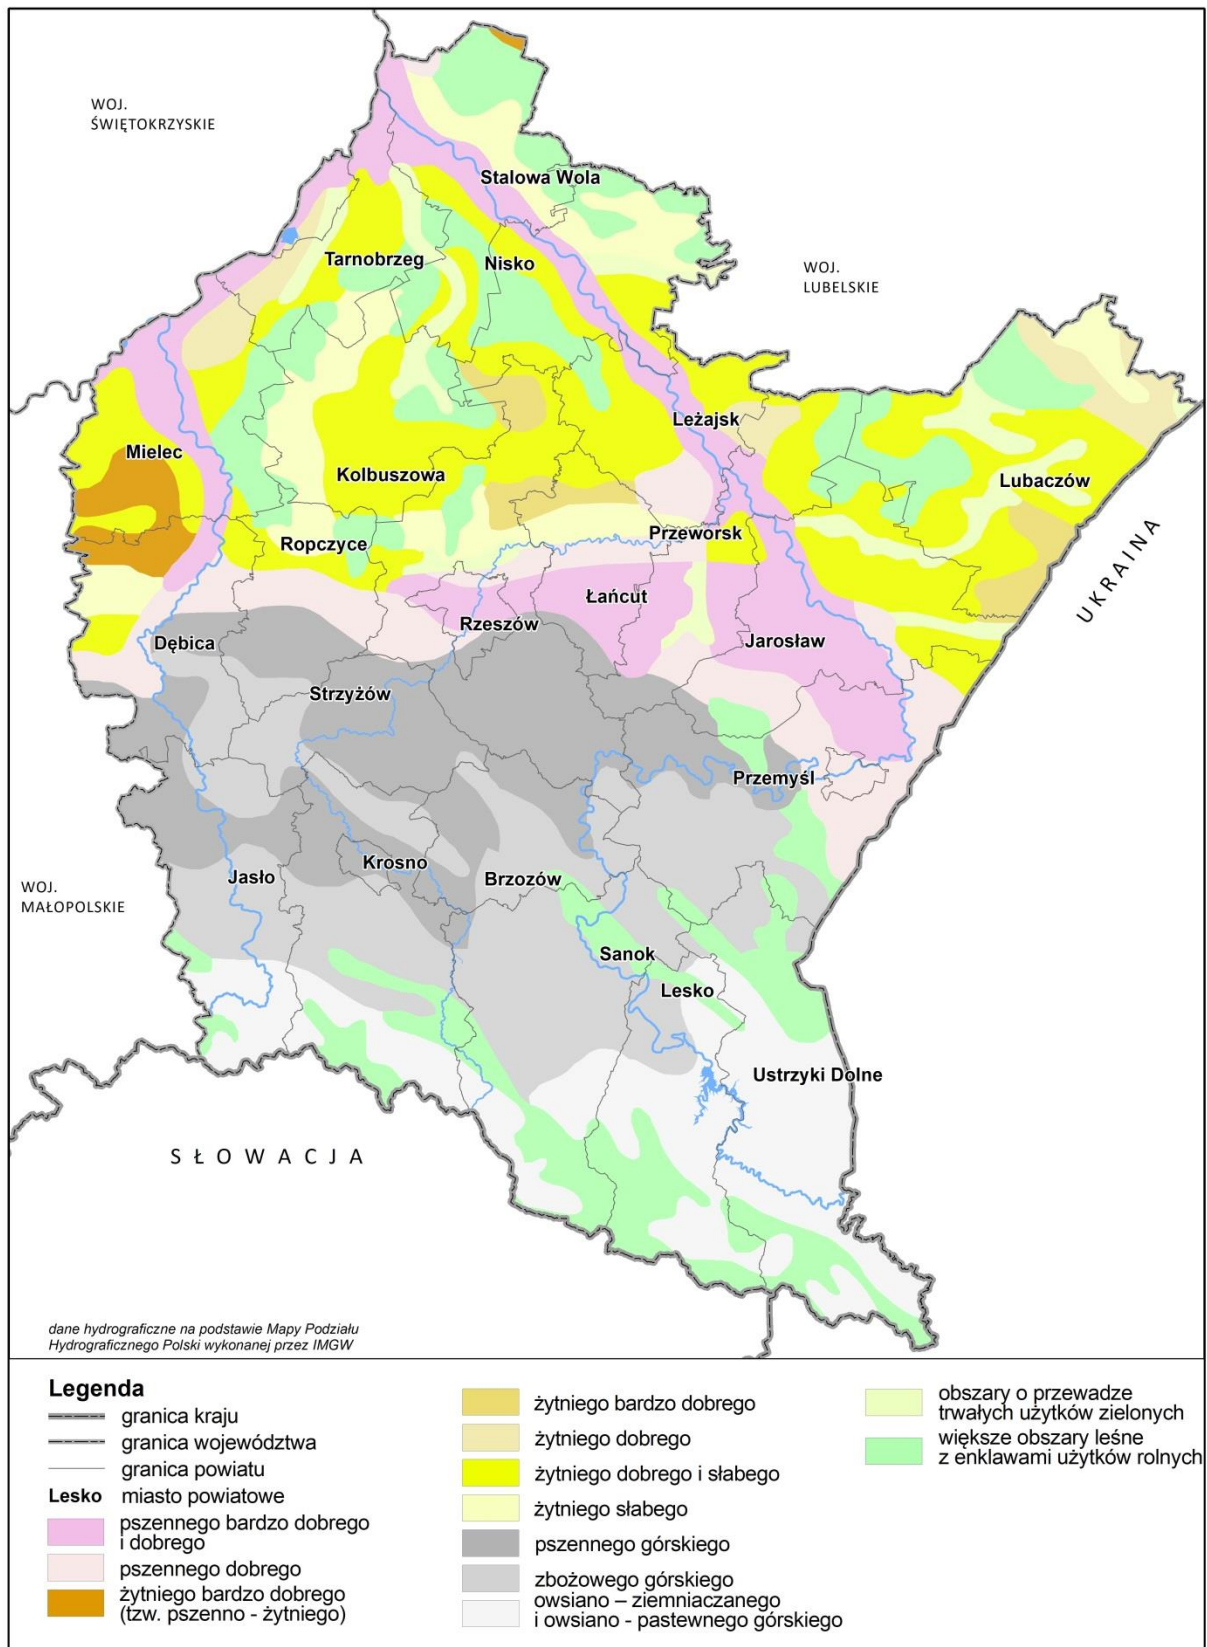 WOJ.
ŚWIĘTOKRZYSKIE
Stalowa Wola
Tarnobrzeg
Nisko
WOJ.
LUBELSKIE
Leżajsk
Mielec
Kolbuszowa
Lubaczów
Ropczyce
Przeworsk
UKRAINA
Łańcut
Rzeszów
Dębica
Jarosław
Strzyżów
Przemyśl
Krosno
Jasło
Brzozów
WOJ.
MAŁOPOLSKIE
Sanok
Lesko
Ustrzyki Dolne
SŁOWACJA
dane hydrograficzne na podstawie Mapy Podziału
Hydrograficznego Polski wykonanej przez IMGW
Legenda
granica kraju
granica województwa
granica powiatu
Lesko miasto powiatowe
pszennego bardzo dobrego
i dobrego
pszennego dobrego
żytniego bardzo dobrego
(tzw. pszenno - żytniego)
żytniego bardzo dobrego
żytniego dobrego
żytniego dobrego i słabego
żytniego słabego
pszennego górskiego
zbożowego górskiego
owsiano – ziemniaczanego
i owsiano - pastewnego górskiego
obszary o przewadze
trwałych użytków zielonych
większe obszary leśne
z enklawami użytków rolnych